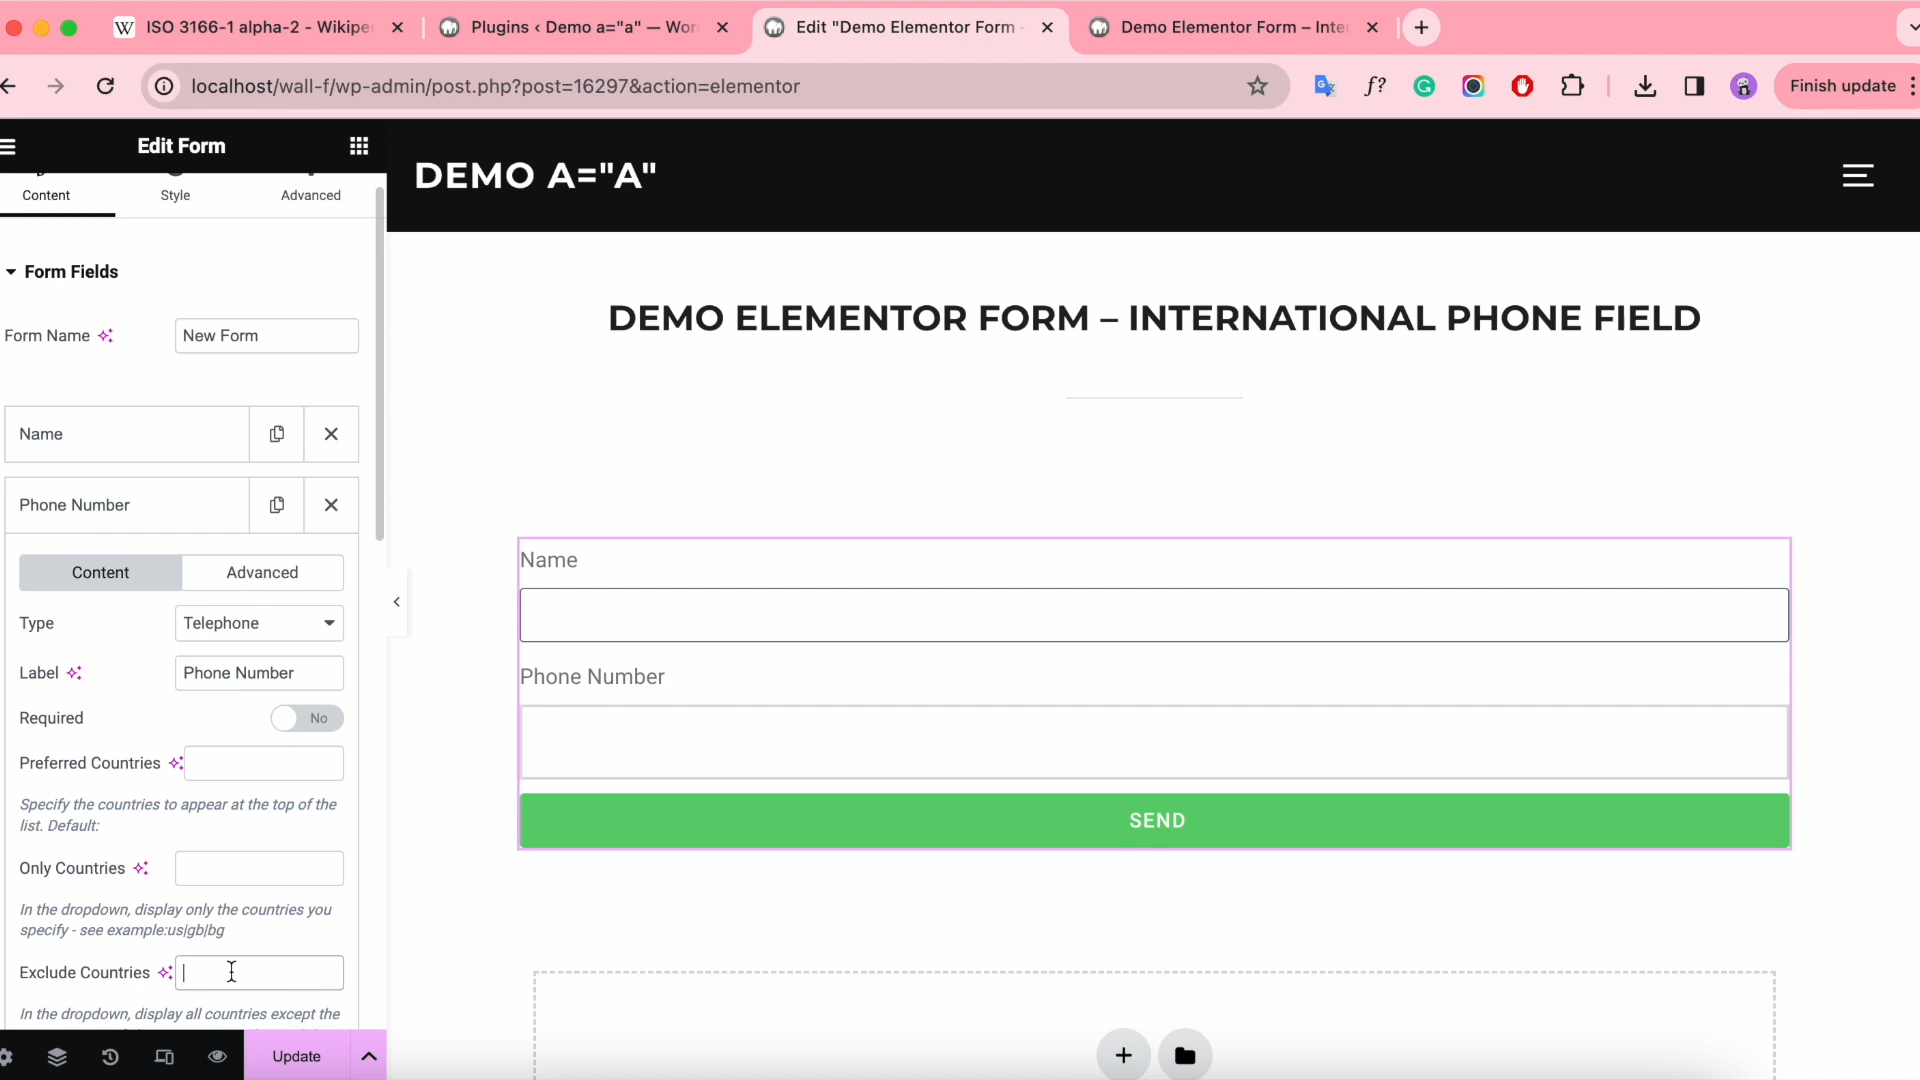 ISO 3166-1 alpha-2 - Wikipe
Plugins ‹ Demo a="a" — Wor
Edit "Demo Elementor Form -
Demo Elementor Form – Inte
localhost/wall-f/wp-admin/post.php?post=16297&action=elementor
Finish update
Edit Form
DEMO A="A"
Content
Style
Advanced
Form Fields
Form Name
New Form
Name
Phone Number
Content
Advanced
Type
Telephone
Label
Phone Number
Required
No
Preferred Countries
Specify the countries to appear at the top of the
list. Default:
Only Countries
In the dropdown, display only the countries you
specify - see example:us|gb|bg
Exclude Countries
In the dropdown, display all countries except the
Update
DEMO ELEMENTOR FORM – INTERNATIONAL PHONE FIELD
Name
Phone Number
SEND